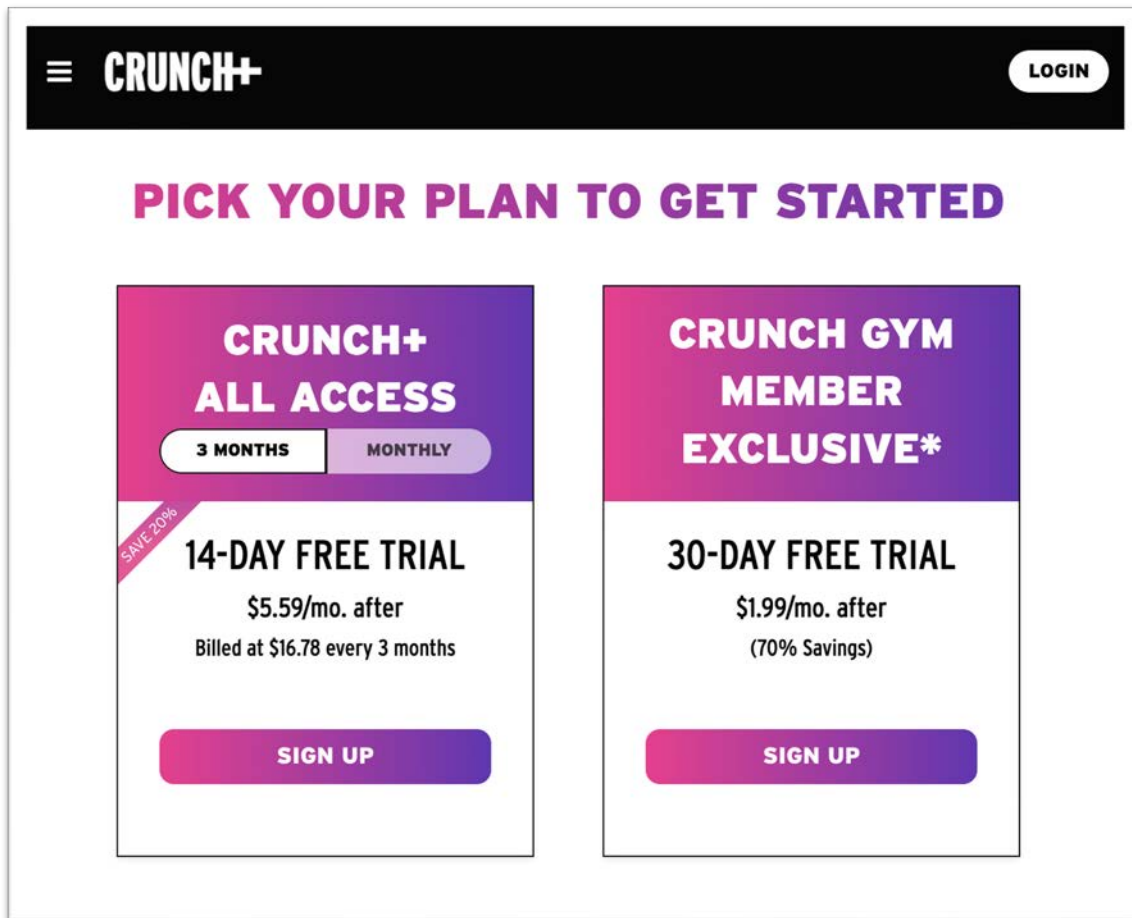 CRUNCH+
LOGIN
PICK YOUR PLAN TO GET STARTED
CRUNCH+
ALL ACCESS
3 MONTHS
MONTHLY
SAVE 20%
14-DAY FREE TRIAL
$5.59/mo. after
Billed at $16.78 every 3 months
SIGN UP
CRUNCH GYM
MEMBER
EXCLUSIVE*
30-DAY FREE TRIAL
$1.99/mo. after
(70% Savings)
SIGN UP